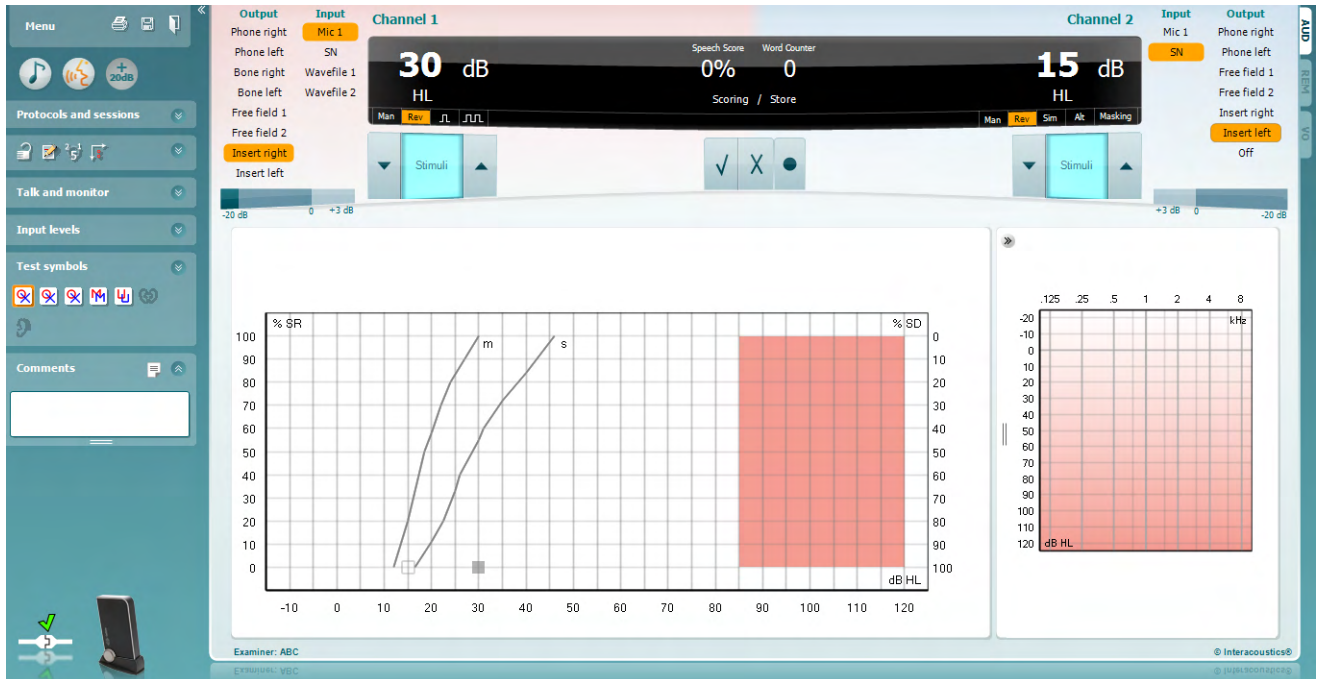 Menu
+
20dB
Protocols and sessions
Talk and monitor
Input levels
Test symbols
Comments
Output Input
Phone right Mic 1
Phone left SN
Bone right Wavefile 1
Bone left Wavefile 2
Free field 1
Free field 2
Insert right
Insert left
-20 dB 0 +3 dB
Channel 1
30 dB
HL
Man Rev
Speech Score Word Counter
0% 0
Scoring / Store
Channel 2
15 dB
HL
Man Rev Sim Alt Masking
Stimuli
Stimuli
Input Output
Mic 1 Phone right
SN Phone left
Free field 1
Free field 2
Insert right
Insert left
Off
+3 dB 0 -20 dB
AUD
REM
VO
% SR % SD
m s
100 0
90 10
80 20
70 30
60 40
50 50
40 60
30 70
20 80
10 90
0 100
dB HL
-10 0 10 20 30 40 50 60 70 80 90 100 110 120
.125 .25 .5 1 2 4 8
kHz
-20
-10
0
10
20
30
40
50
60
70
80
90
100
110
120
dB HL
Examiner: ABC
© Interacoustics®